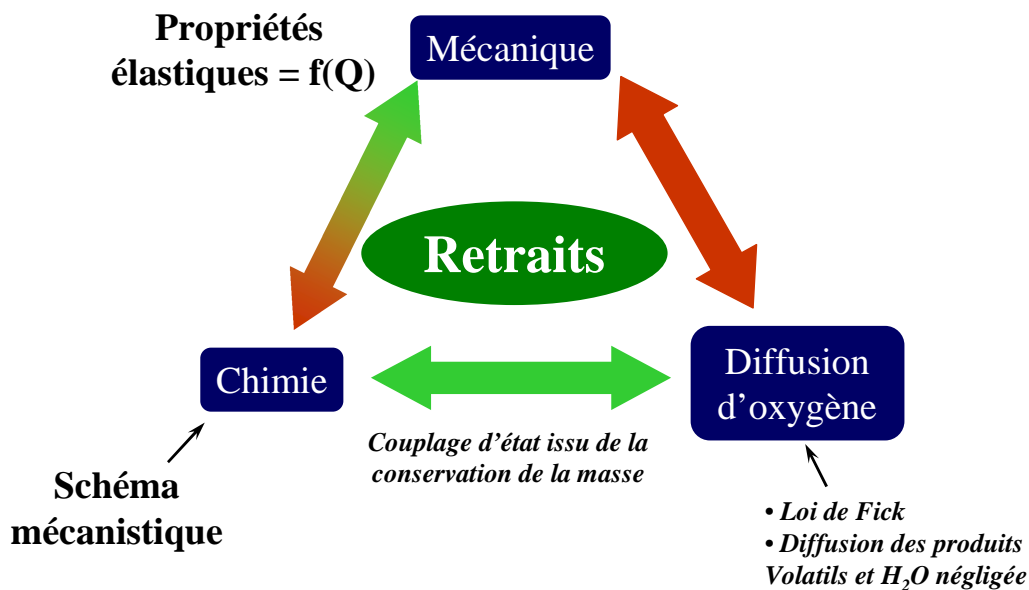 Propriétés
élastiques = f(Q)
Mécanique
Retraits
Chimie
Diffusion
d’oxygène
Couplage d’état issu de la
conservation de la masse
Schéma
mécanistique
• Loi de Fick
• Diffusion des produits
Volatils et H₂O négligée